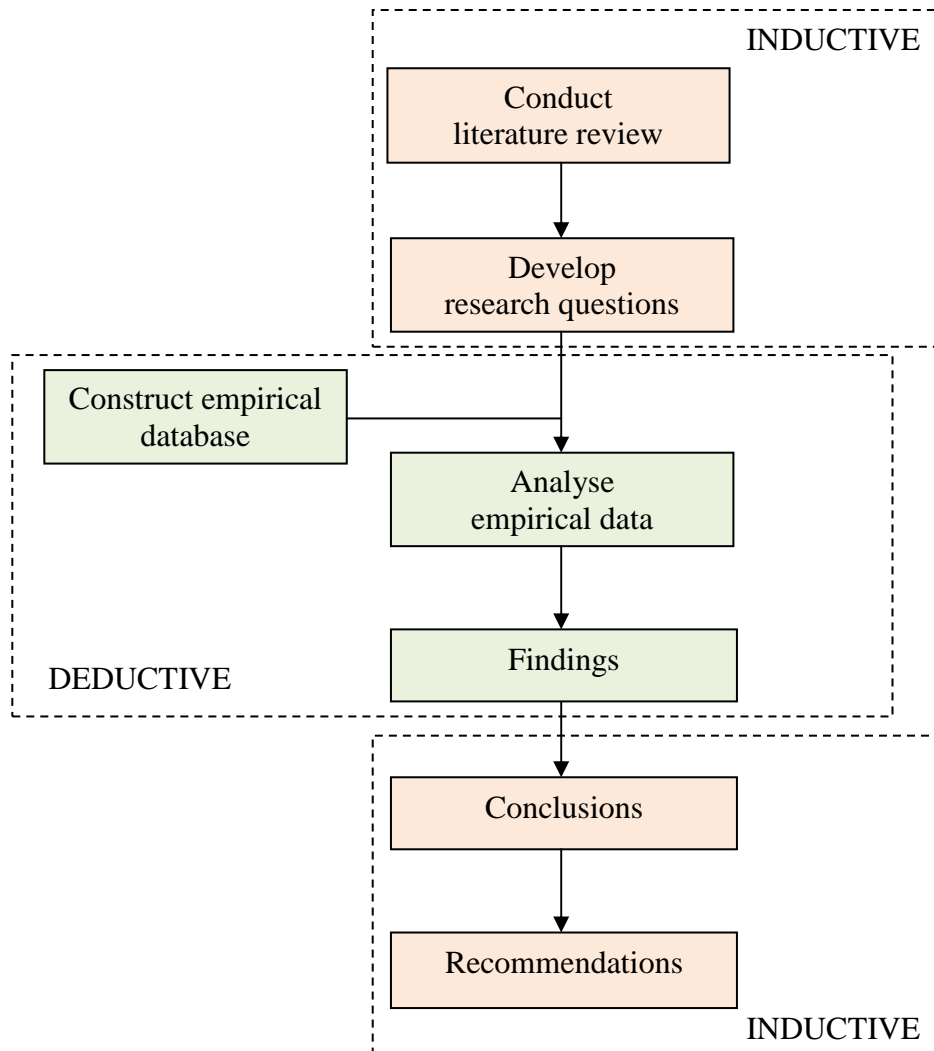 INDUCTIVE
Conduct
literature review
Develop
research questions
Construct empirical
database
Analyse
empirical data
Findings
DEDUCTIVE
Conclusions
Recommendations
INDUCTIVE